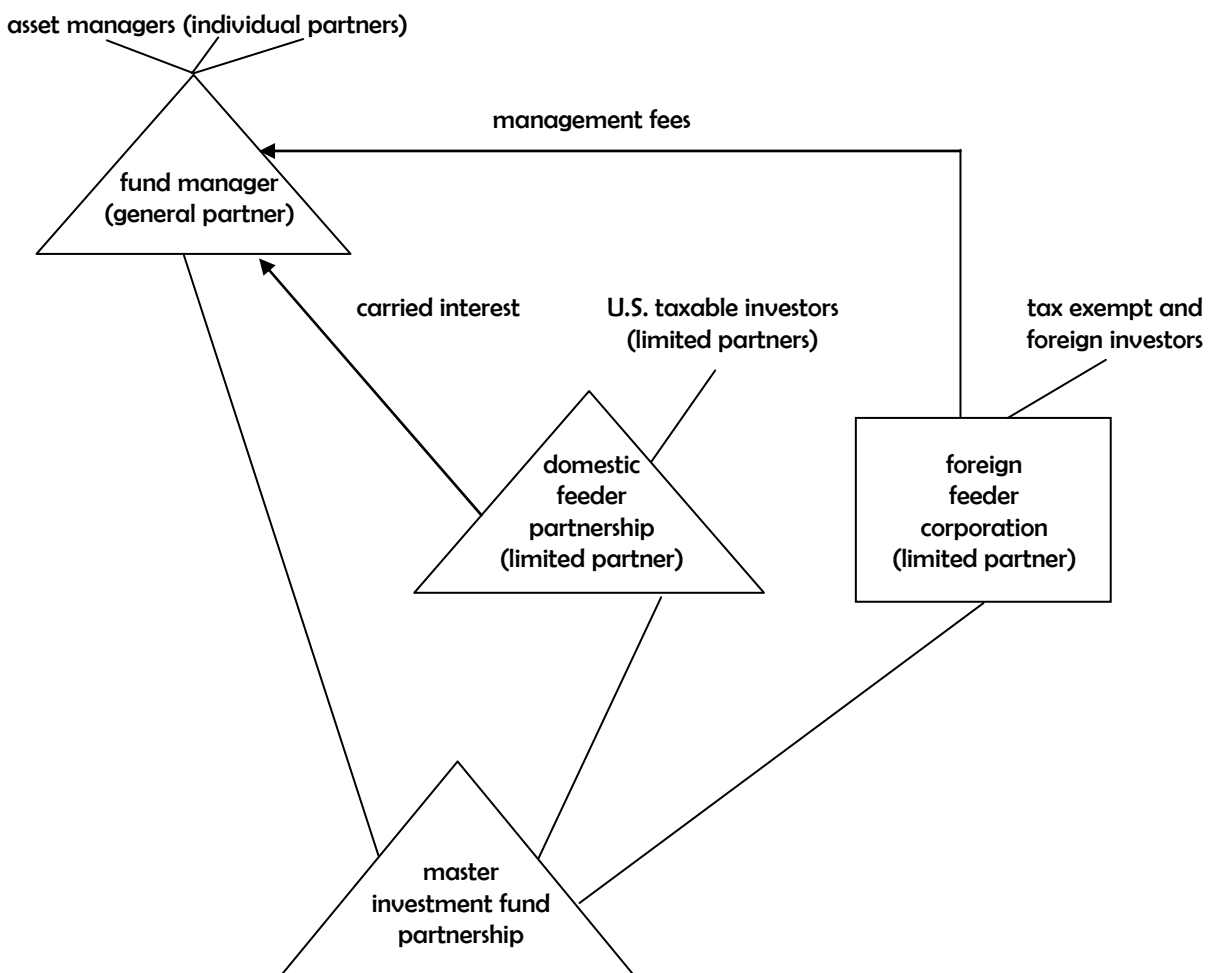 asset managers (individual partners)
management fees
fund manager
(general partner)
carried interest
U.S. taxable investors
(limited partners)
tax exempt and
foreign investors
domestic
feeder
partnership
(limited partner)
foreign
feeder
corporation
(limited partner)
master
investment fund
partnership